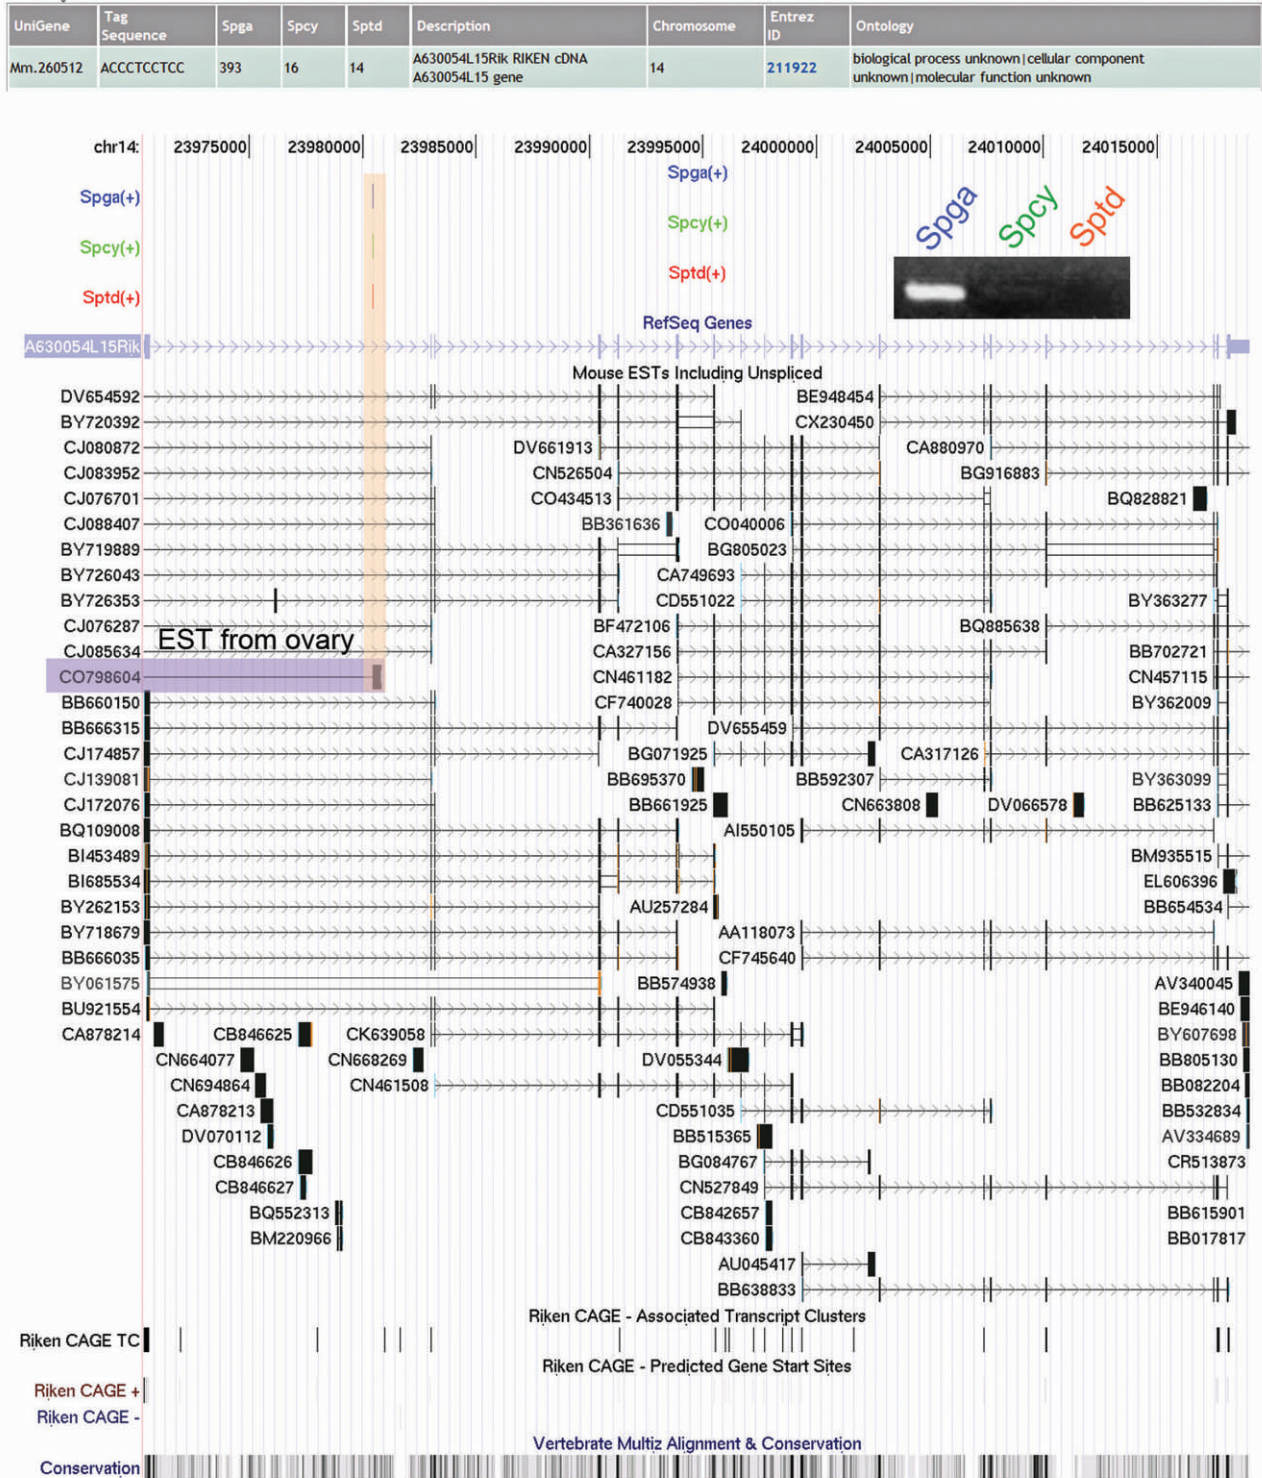 UniGene Tag Sequence Spga Spcy Sptd Description Chromosome Entrez ID Ontology
Mm.260512 ACCCTCCTCC 393 16 14 A630054L15Rik RIKEN cDNA A630054L15 gene 14 211922 biological process unknown|cellular component unknown|molecular function unknown
chr14: 23975000| 23980000| 23985000| 23990000| 23995000| 24000000| 24005000| 24010000| 24015000|
Spga(+)
Spga(+)
Spcy(+)
Spcy(+)
Sptd(+)
Sptd(+)
Spga Spcy Sptd
RefSeq Genes
A630054L15Rik
Mouse ESTs Including Unspliced
DV654592 BE948454
BY720392 CX230450
CJ080872 DV661913 CA880970
CJ083952 CN526504 BG916883
CJ076701 CO434513 BQ828821
CJ088407 BB361636 CO040006
BY719889 BG805023
BY726043 CA749693
BY726353 CD551022 BY363277
CJ076287 BF472106 BQ885638
EST from ovary
CJ085634 CA327156 BB702721
CO798604 CN461182 CN457115
BB660150 CF740028 BY362009
BB666315 DV655459
CJ174857 BG071925 CA317126
CJ139081 BB695370 BB592307 BY363099
CJ172076 BB661925 CN663808 DV066578 BB625133
BQ109008 AI550105
BI453489 BM935515
BI685534 EL606396
BY262153 AU257284 BB654534
BY718679 AA118073
BB666035 CF745640
BY061575 BB574938 AV340045
BU921554 BE946140
CA878214 CB846625 CK639058 BY607698
CN664077 CN668269 DV055344 BB805130
CN694864 CN461508 BB082204
CA878213 CD551035 BB532834
DV070112 BB515365 AV334689
CB846626 BG084767 CR513873
CB846627 CN527849
BQ552313 CB842657 BB615901
BM220966 CB843360 BB017817
AU045417
BB638833
Riken CAGE - Associated Transcript Clusters
Riken CAGE TC
Riken CAGE - Predicted Gene Start Sites
Riken CAGE +
Riken CAGE -
Vertebrate Multiz Alignment & Conservation
Conservation